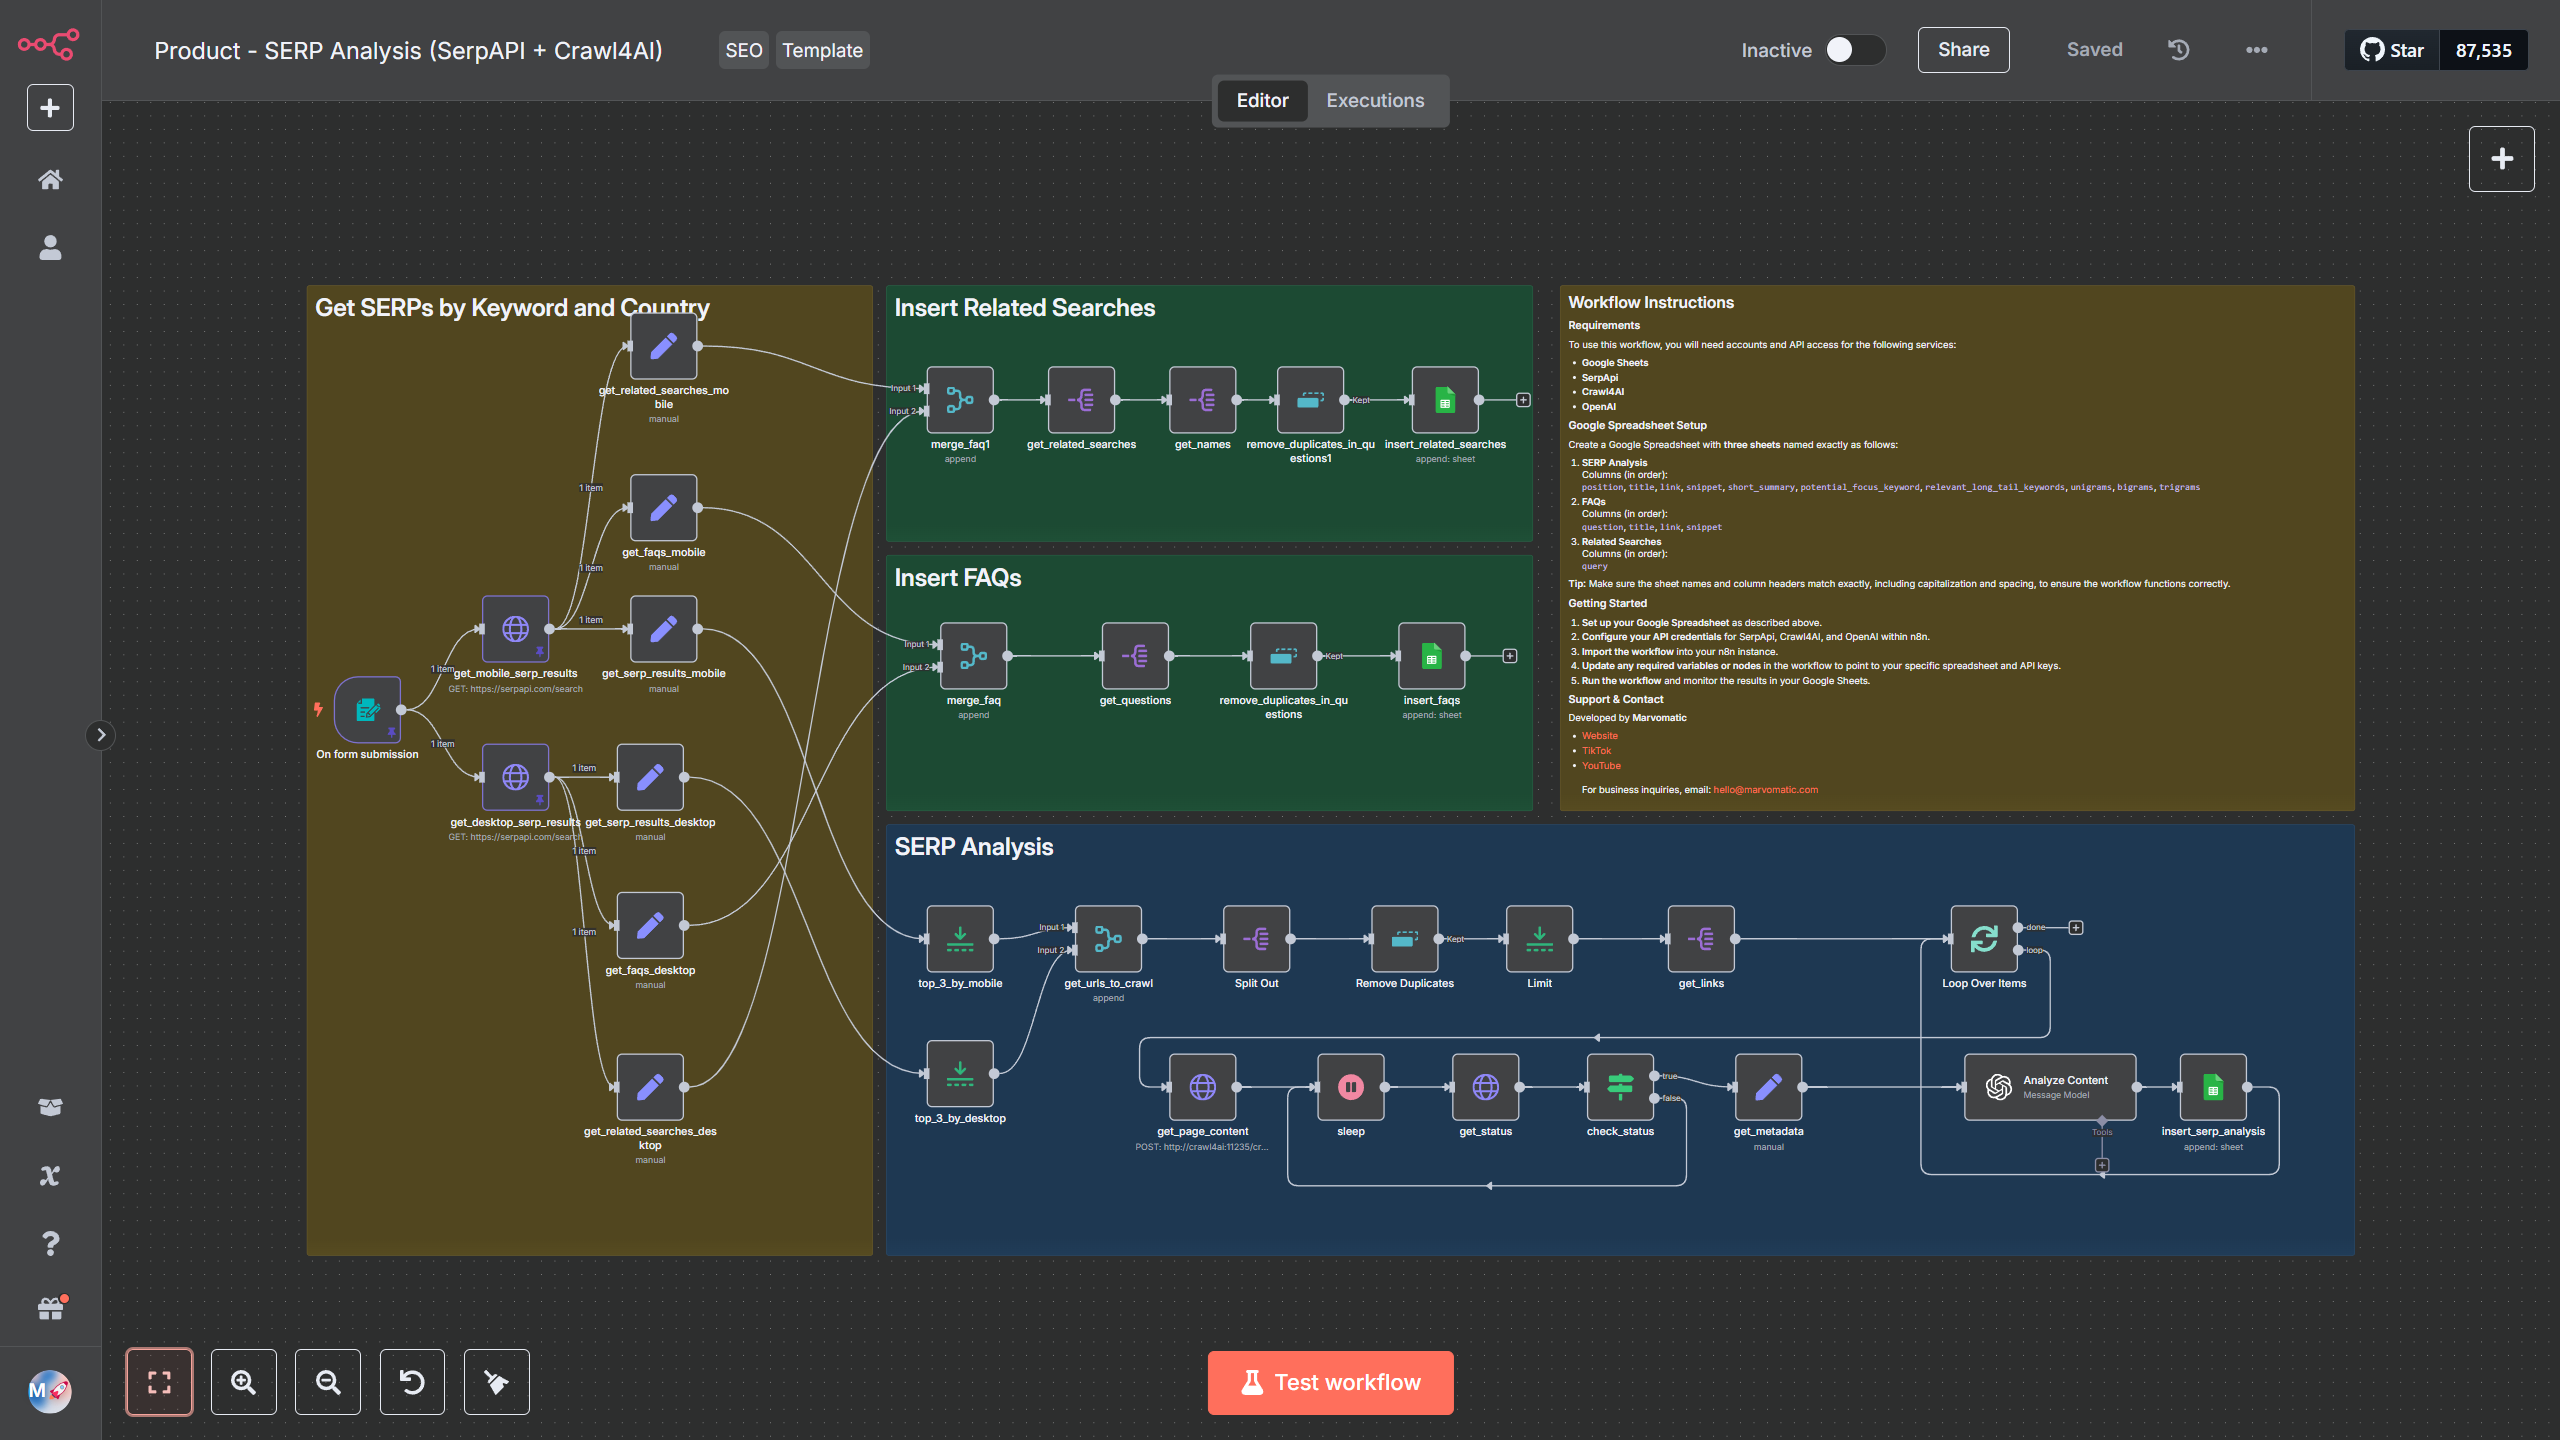 Product - SERP Analysis (SerpAPI + Crawl4AI)
SEO
Template
Inactive
Share
Saved
Star
87,535
Editor
Executions
Get SERPs by Keyword and Country
get_related_searches_mo
bile
manual
1 item
get_faqs_mobile
manual
1 item
1 item
get_serp_results_mobile
manual
1 item
get_mobile_serp_results
GET: https://serpapi.com/search
On form submission
1 item
get_desktop_serp_results
GET: https://serpapi.com/search
1 item
get_serp_results_desktop
manual
1 item
get_faqs_desktop
manual
1 item
get_related_searches_des
ktop
manual
Insert Related Searches
Input 1
Input 2
merge_faq1
append
get_related_searches
get_names
remove_duplicates_in_qu
estions1
Kept
insert_related_searches
append: sheet
Insert FAQs
Input 1
Input 2
merge_faq
append
get_questions
remove_duplicates_in_qu
estions
Kept
insert_faqs
append: sheet
Workflow Instructions
Requirements
To use this workflow, you will need accounts and API access for the following services:
• Google Sheets
• SerpApi
• Crawl4AI
• OpenAI
Google Spreadsheet Setup
Create a Google Spreadsheet with three sheets named exactly as follows:
1. SERP Analysis
Columns (in order):
position, title, link, snippet, short_summary, potential_focus_keyword, relevant_long_tail_keywords, unigrams, bigrams, trigrams
2. FAQs
Columns (in order):
question, title, link, snippet
3. Related Searches
Columns (in order):
query
Tip: Make sure the sheet names and column headers match exactly, including capitalization and spacing, to ensure the workflow functions correctly.
Getting Started
1. Set up your Google Spreadsheet as described above.
2. Configure your API credentials for SerpApi, Crawl4AI, and OpenAI within n8n.
3. Import the workflow into your n8n instance.
4. Update any required variables or nodes in the workflow to point to your specific spreadsheet and API keys.
5. Run the workflow and monitor the results in your Google Sheets.
Support & Contact
Developed by Marvomatic
• Website
• TikTok
• YouTube
For business inquiries, email: hello@marvomatic.com
SERP Analysis
top_3_by_mobile
Input 1
Input 2
get_urls_to_crawl
append
Split Out
Remove Duplicates
Kept
Limit
get_links
Loop Over Items
done
loop
top_3_by_desktop
get_page_content
POST: http://crawl4ai:11235/cr...
sleep
get_status
check_status
true
false
get_metadata
manual
Analyze Content
Message Model
Tools
insert_serp_analysis
append: sheet
M
Test workflow